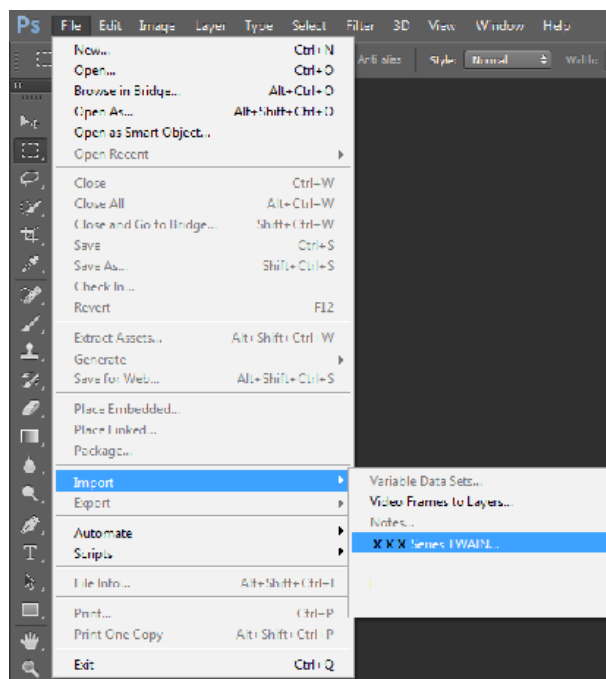 Ps File Edit Image Layer Type Select Filter 3D View Window Help
Anti-alias Style: Normal Width:
New... Ctrl+N
Open... Ctrl+O
Browse in Bridge... Alt+Ctrl+O
Open As... Alt+Shift+Ctrl+O
Open as Smart Object...
Open Recent
Close Ctrl+W
Close All Alt+Ctrl+W
Close and Go to Bridge... Shift+Ctrl+W
Save Ctrl+S
Save As... Shift+Ctrl+S
Check In...
Revert F12
Extract Assets... Alt+Shift+Ctrl+W
Generate
Save for Web... Alt+Shift+Ctrl+S
Place Embedded...
Place Linked...
Package...
Import
Variable Data Sets...
Export
Video Frames to Layers...
Notes...
Automate
X X X Series TWAIN...
Scripts
File Info... Alt+Shift+Ctrl+I
Print... Ctrl+P
Print One Copy Alt+Shift+Ctrl+P
Exit Ctrl+Q